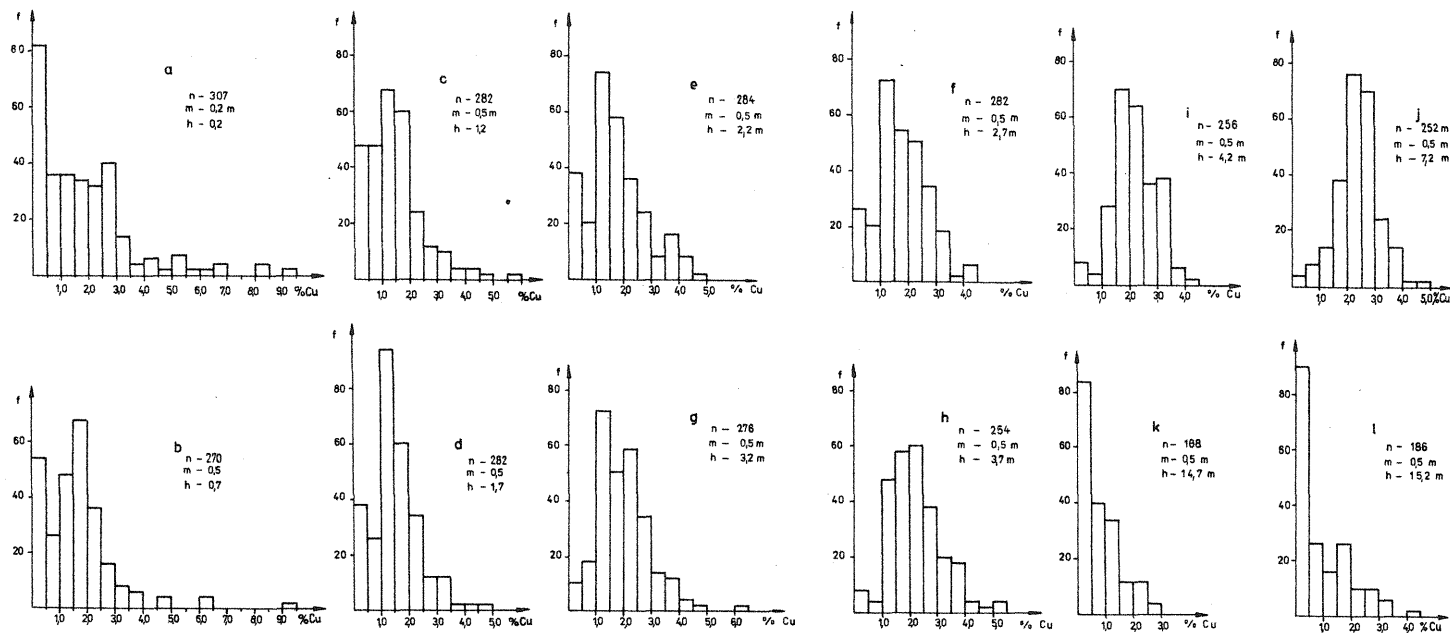 f
80
60
40
20
a
n - 307
m - 0,2 m
h - 0,2
1,0 2,0 3,0 4,0 5,0 6,0 7,0 8,0 9,0 %Cu
f
80
60
40
20
c
n - 282
m - 0,5 m
h - 1,2
1,0 2,0 3,0 4,0 5,0 %Cu
f
80
60
40
20
e
n - 284
m - 0,5 m
h - 2,2 m
1,0 2,0 3,0 4,0 5,0 % Cu
f
80
60
40
20
f
n - 282
m - 0,5 m
h - 2,7 m
1,0 2,0 3,0 4,0 % Cu
f
80
60
40
20
i
n - 256
m - 0,5 m
h - 4,2 m
1,0 2,0 3,0 4,0 % Cu
f
80
60
40
20
j
n - 252 m
m - 0,5 m
h - 7,2 m
1,0 2,0 3,0 4,0 5,0 %Cu
f
80
60
40
20
b
n - 270
m - 0,5
h - 0,7
1,0 2,0 3,0 4,0 5,0 6,0 7,0 8,0 9,0 %Cu
f
80
60
40
20
d
n - 282
m - 0,5
h - 1,7
1,0 2,0 3,0 4,0 5,0 % Cu
f
80
60
40
20
g
n - 276
m - 0,5 m
h - 3,2 m
1,0 2,0 3,0 4,0 5,0 6,0 % Cu
f
80
60
40
20
h
n - 254
m - 0,5 m
h - 3,7 m
1,0 2,0 3,0 4,0 5,0 % Cu
f
80
60
40
20
k
n - 188
m - 0,5 m
h - 14,7 m
1,0 2,0 3,0 % Cu
f
80
60
40
20
l
n - 186
m - 0,5 m
h - 15,2 m
1,0 2,0 3,0 4,0 % Cu